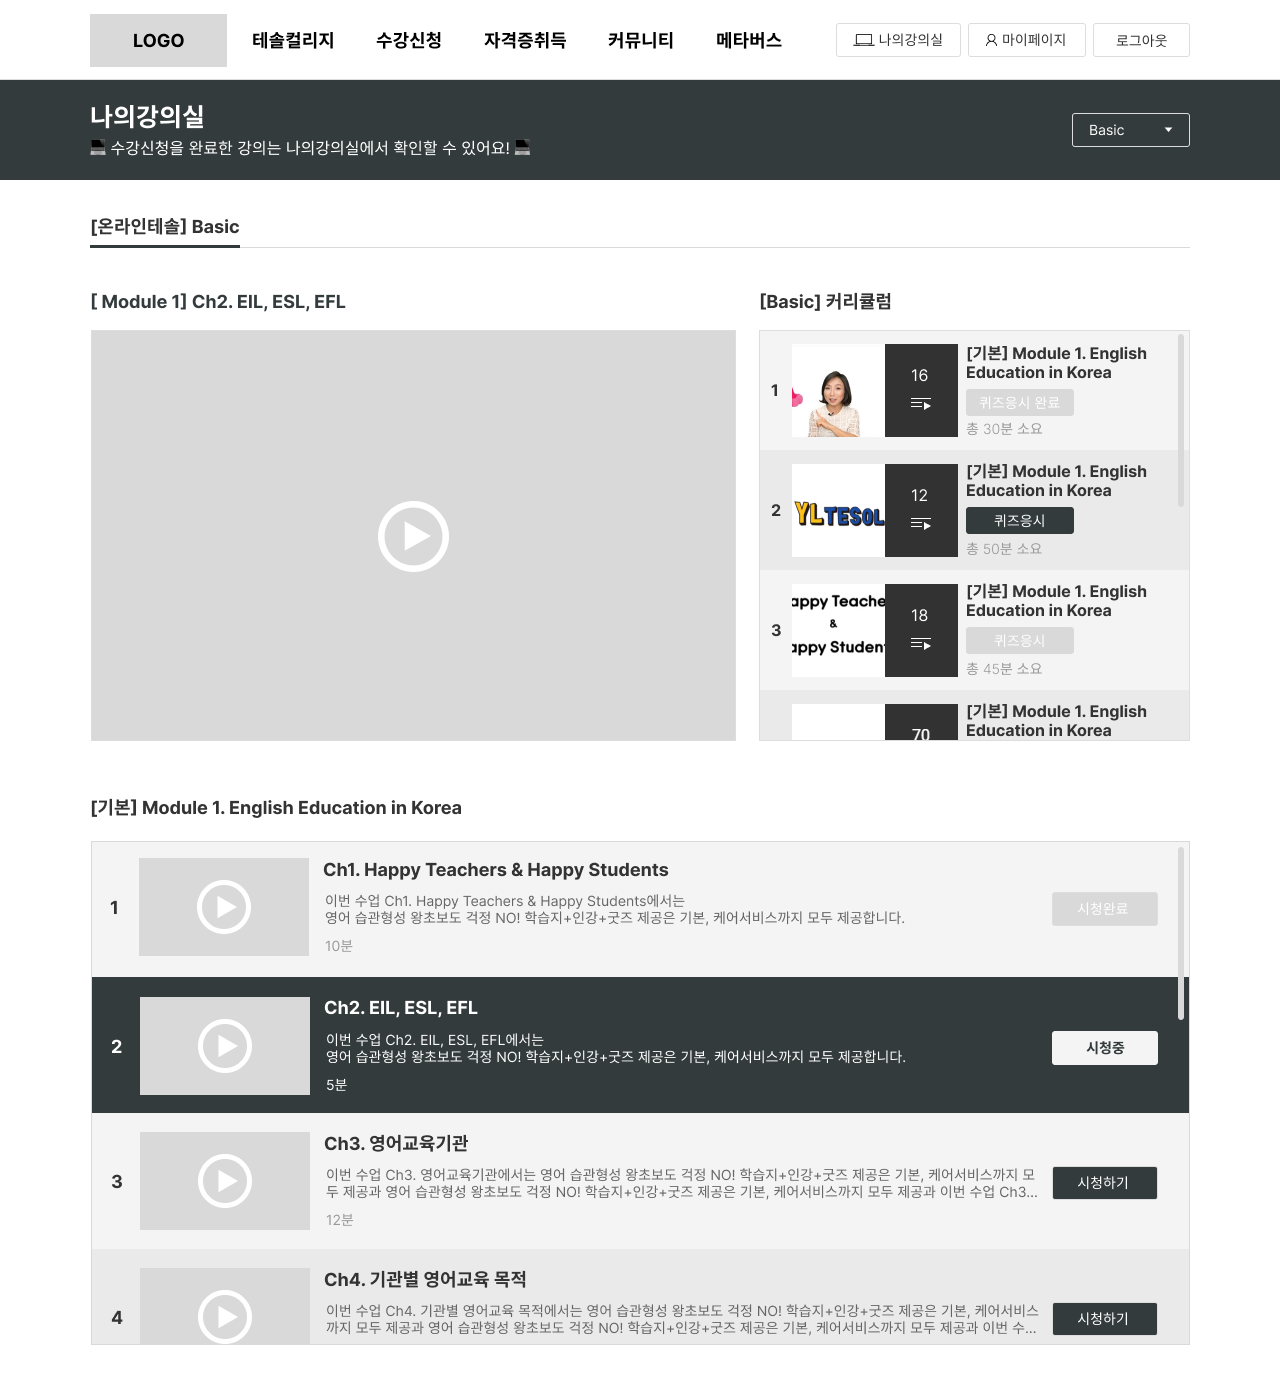 LOGO
테솔컬리지
수강신청
자격증취득
커뮤니티
메타버스
나의강의실
마이페이지
로그아웃
나의강의실
수강신청을 완료한 강의는 나의강의실에서 확인할 수 있어요!
Basic
[온라인테솔] Basic
[ Module 1] Ch2. EIL, ESL, EFL
[Basic] 커리큘럼
1
16
[기본] Module 1. English
Education in Korea
퀴즈응시 완료
총 30분 소요
2
YLTESOL
12
[기본] Module 1. English
Education in Korea
퀴즈응시
총 50분 소요
3
appy Teache
&
appy Student
18
[기본] Module 1. English
Education in Korea
퀴즈응시
총 45분 소요
70
[기본] Module 1. English
Education in Korea
[기본] Module 1. English Education in Korea
1
Ch1. Happy Teachers & Happy Students
이번 수업 Ch1. Happy Teachers & Happy Students에서는
영어 습관형성 왕초보도 걱정 NO! 학습지+인강+굿즈 제공은 기본, 케어서비스까지 모두 제공합니다.
10분
시청완료
2
Ch2. EIL, ESL, EFL
이번 수업 Ch2. EIL, ESL, EFL에서는
영어 습관형성 왕초보도 걱정 NO! 학습지+인강+굿즈 제공은 기본, 케어서비스까지 모두 제공합니다.
5분
시청중
3
Ch3. 영어교육기관
이번 수업 Ch3. 영어교육기관에서는 영어 습관형성 왕초보도 걱정 NO! 학습지+인강+굿즈 제공은 기본, 케어서비스까지 모
두 제공과 영어 습관형성 왕초보도 걱정 NO! 학습지+인강+굿즈 제공은 기본, 케어서비스까지 모두 제공과 이번 수업 Ch3...
12분
시청하기
4
Ch4. 기관별 영어교육 목적
이번 수업 Ch4. 기관별 영어교육 목적에서는 영어 습관형성 왕초보도 걱정 NO! 학습지+인강+굿즈 제공은 기본, 케어서비스
까지 모두 제공과 영어 습관형성 왕초보도 걱정 NO! 학습지+인강+굿즈 제공은 기본, 케어서비스까지 모두 제공과 이번 수...
시청하기